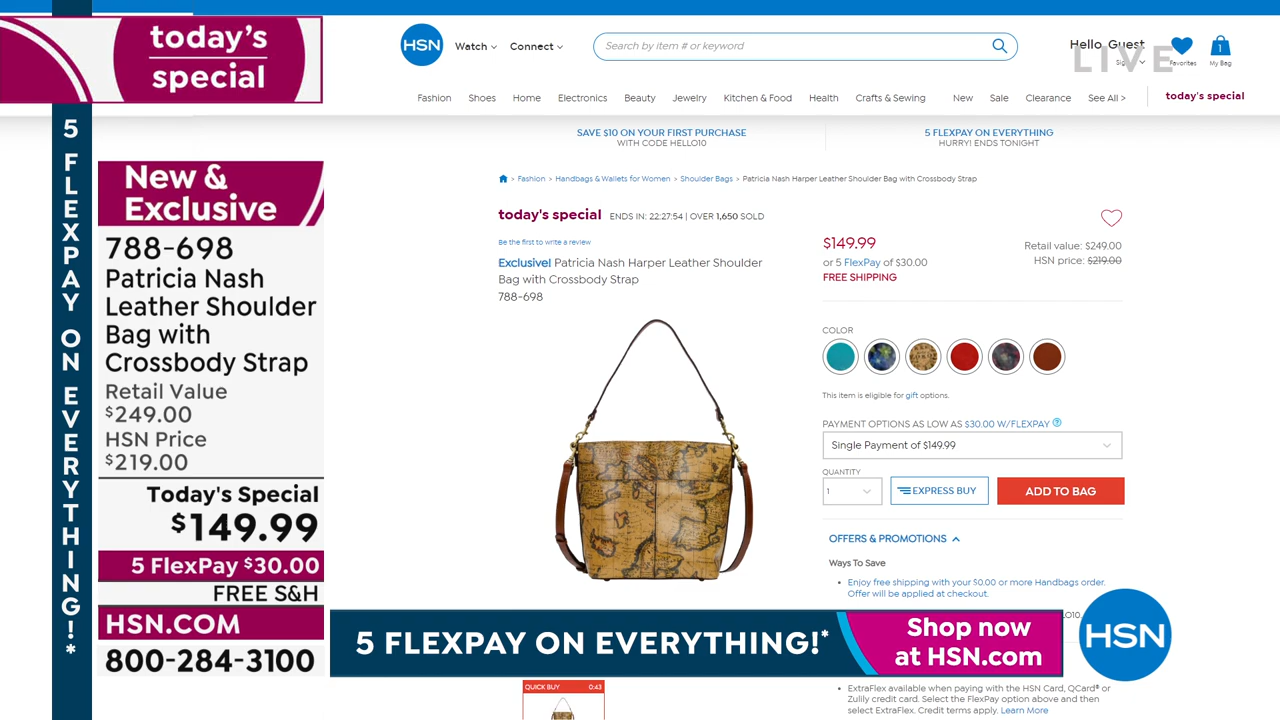 today's
special
5 FLEXPAY ON EVERYTHING!*
New &
Exclusive
788-698
Patricia Nash
Leather Shoulder
Bag with
Crossbody Strap
Retail Value
$249.00
HSN Price
$219.00
Today's Special
$149.99
5 FlexPay $30.00
FREE S&H
HSN.COM
800-284-3100
HSN
Watch
Connect
Search by item # or keyword
Hello, Guest
LIVE
Favorites
1
My Bag
Fashion
Shoes
Home
Electronics
Beauty
Jewelry
Kitchen & Food
Health
Crafts & Sewing
New
Sale
Clearance
See All >
today's special
SAVE $10 ON YOUR FIRST PURCHASE
WITH CODE HELLO10
5 FLEXPAY ON EVERYTHING
HURRY! ENDS TONIGHT
> Fashion > Handbags & Wallets for Women > Shoulder Bags > Patricia Nash Harper Leather Shoulder Bag with Crossbody Strap
today's special ENDS IN: 22:27:54 | OVER 1,650 SOLD
Be the first to write a review
Exclusive! Patricia Nash Harper Leather Shoulder
Bag with Crossbody Strap
788-698
$149.99
or 5 FlexPay of $30.00
FREE SHIPPING
Retail value: $249.00
HSN price: $219.00
COLOR
This item is eligible for gift options.
PAYMENT OPTIONS AS LOW AS $30.00 W/FLEXPAY ?
Single Payment of $149.99
QUANTITY
1
EXPRESS BUY
ADD TO BAG
OFFERS & PROMOTIONS
Ways To Save
• Enjoy free shipping with your $0.00 or more Handbags order.
Offer will be applied at checkout.
5 FLEXPAY ON EVERYTHING!*
Shop now
at HSN.com
HSN
QUICK BUY 0:43
• ExtraFlex available when paying with the HSN Card, QCard® or
Zulily credit card. Select the FlexPay option above and then
select ExtraFlex. Credit terms apply. Learn More